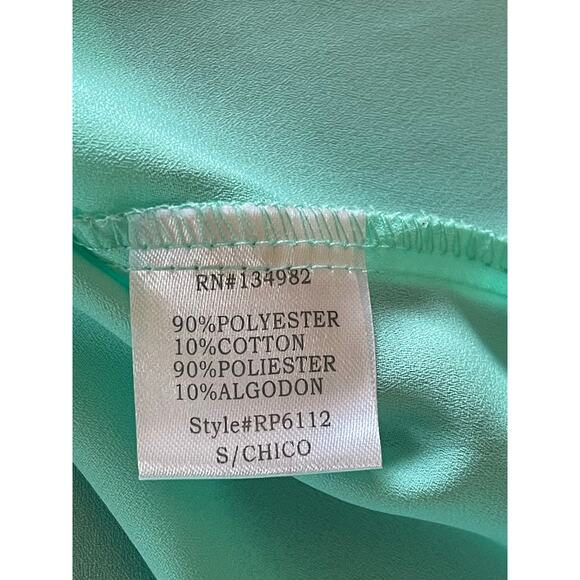 RN#134982
90%POLYESTER
10%COTTON
90%POLIESTER
10%ALGODON
Style#RP6112
S/CHICO